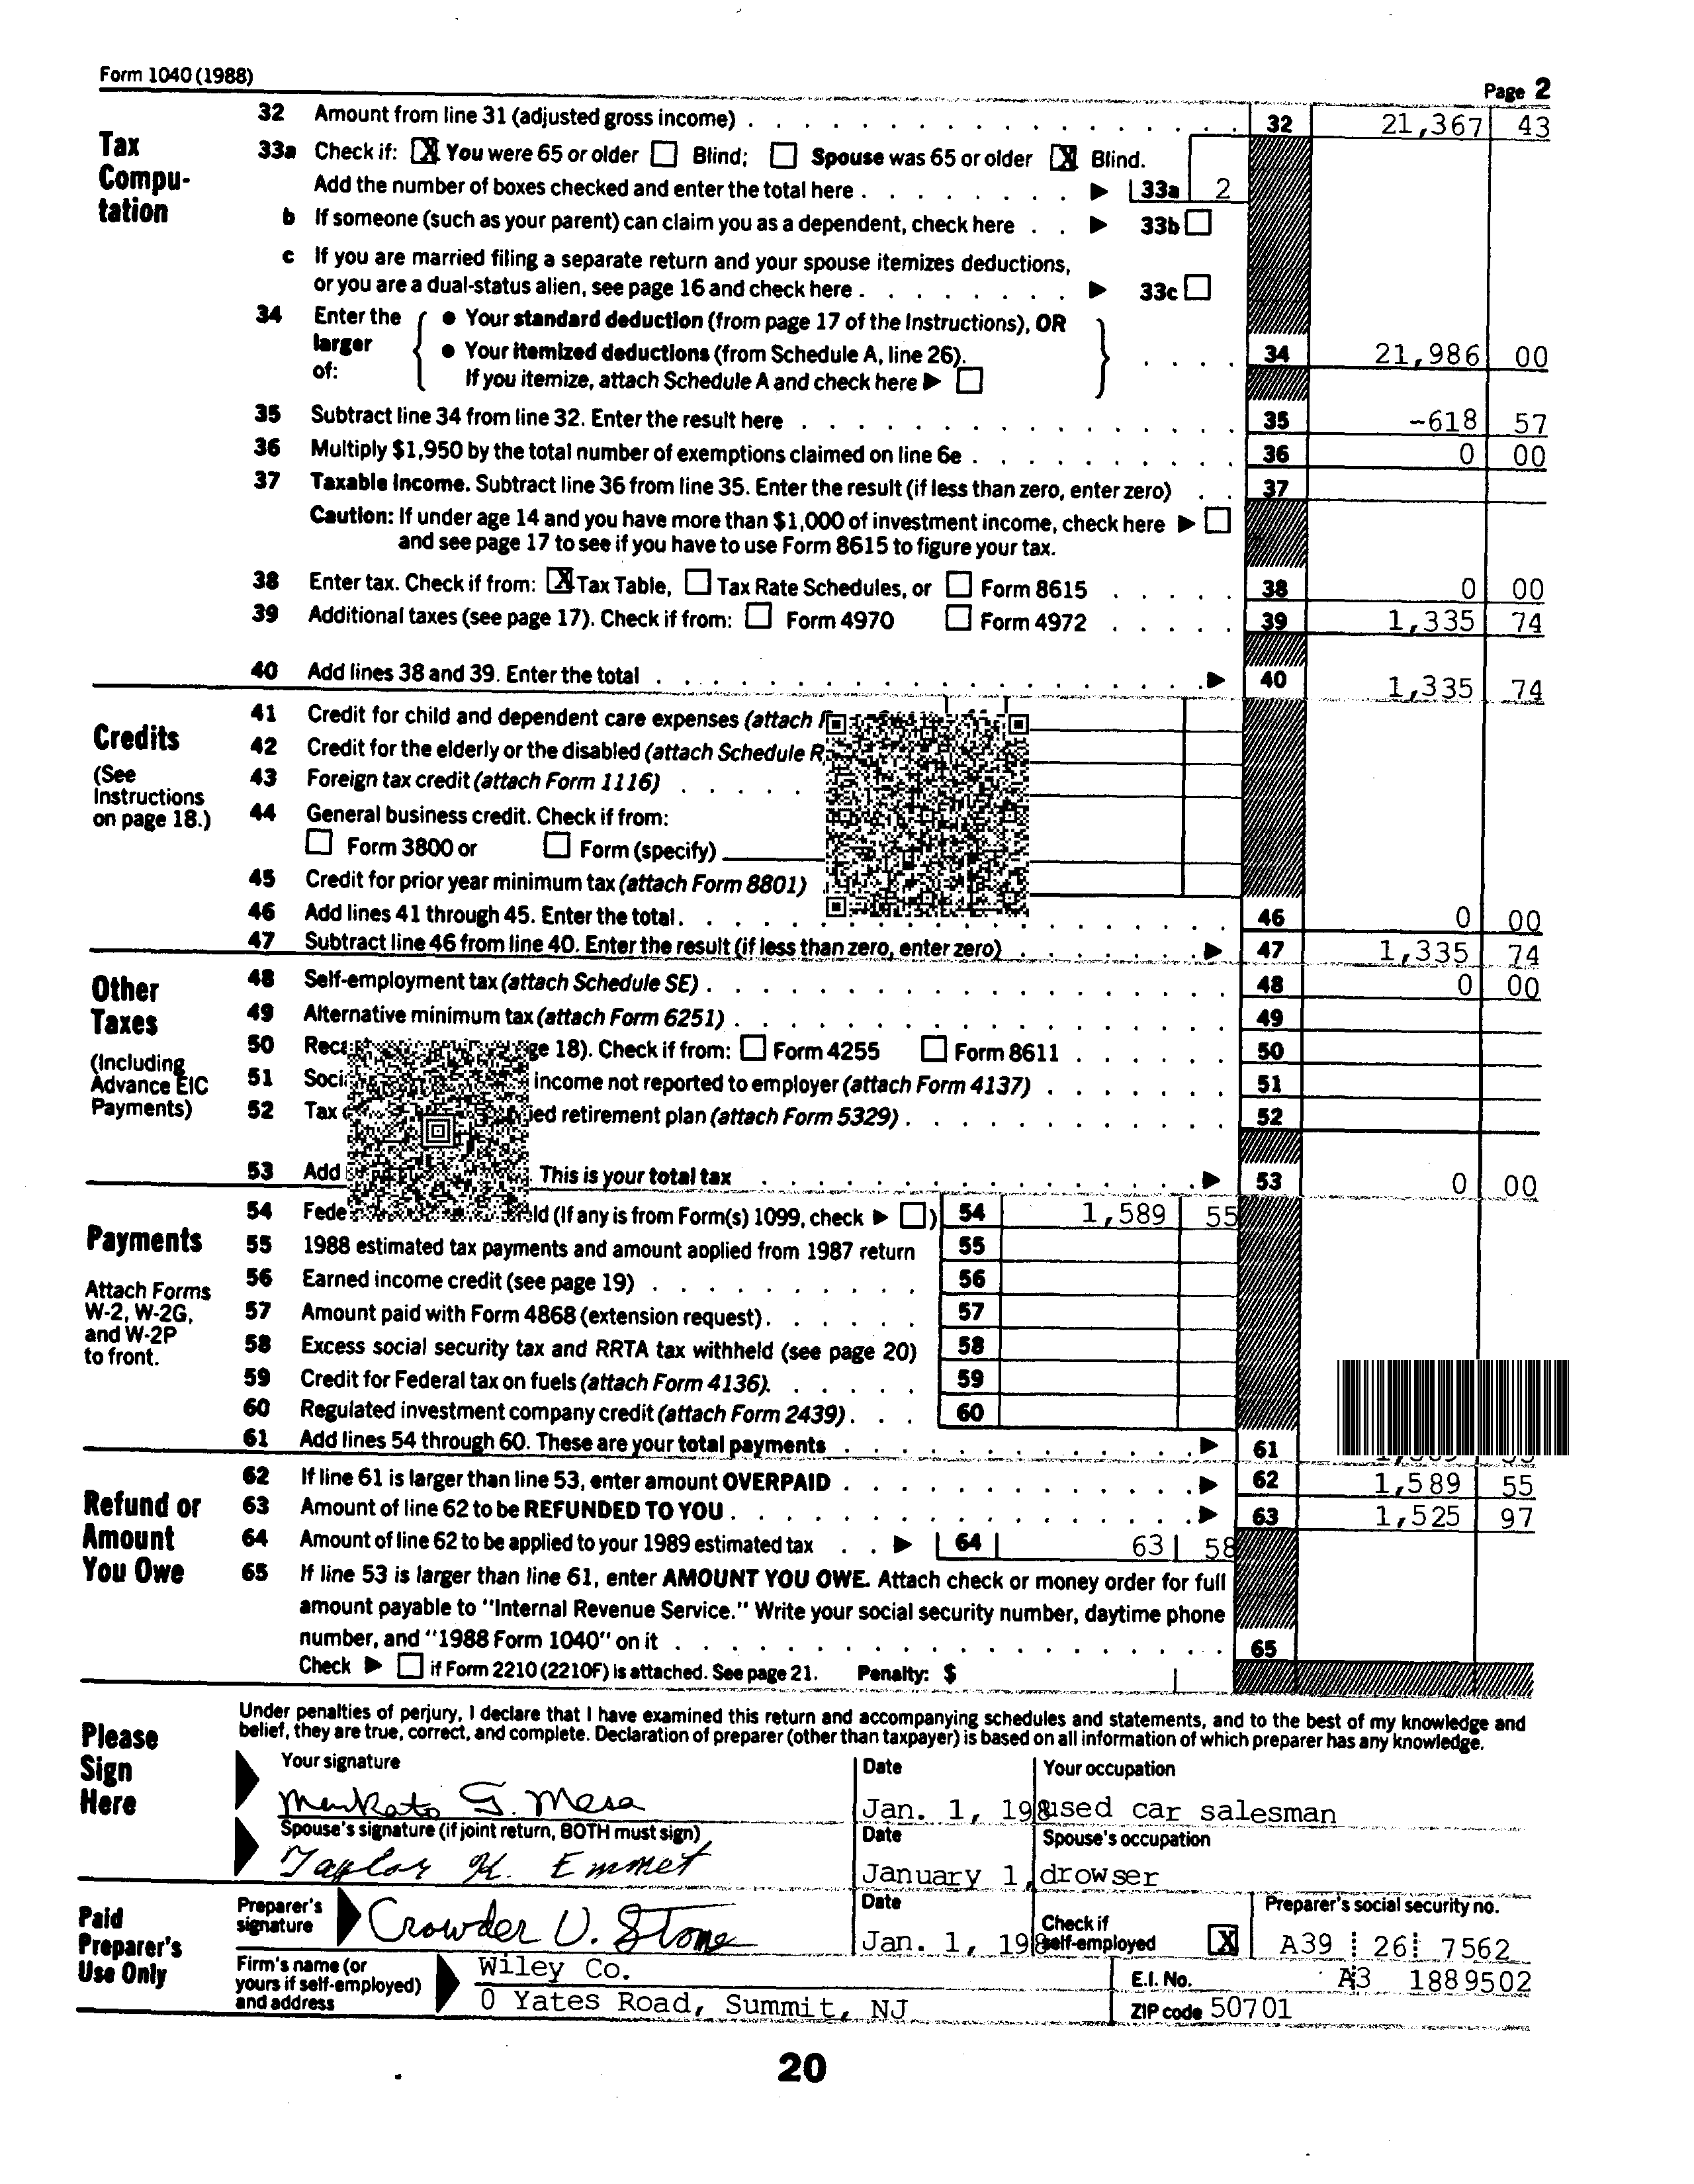 Form 1040 (1988)
Page 2
Tax Compu-tation
32 Amount from line 31 (adjusted gross income) . . . . 32 21,367 43
33a Check if: [X] You were 65 or older [ ] Blind; [ ] Spouse was 65 or older [X] Blind.
Add the number of boxes checked and enter the total here . . . . ▶ 33a 2
b If someone (such as your parent) can claim you as a dependent, check here . . ▶ 33b [ ]
c If you are married filing a separate return and your spouse itemizes deductions,
or you are a dual-status alien, see page 16 and check here . . . . ▶ 33c [ ]
34 Enter the larger of:
● Your standard deduction (from page 17 of the Instructions), OR
● Your itemized deductions (from Schedule A, line 26). . . . . 34 21,986 00
If you itemize, attach Schedule A and check here ▶ [ ]
35 Subtract line 34 from line 32. Enter the result here . . . . 35 -618 57
36 Multiply $1,950 by the total number of exemptions claimed on line 6e . . . . 36 0 00
37 Taxable income. Subtract line 36 from line 35. Enter the result (if less than zero, enter zero) . . 37
Caution: If under age 14 and you have more than $1,000 of investment income, check here ▶ [ ]
and see page 17 to see if you have to use Form 8615 to figure your tax.
38 Enter tax. Check if from: [X] Tax Table, [ ] Tax Rate Schedules, or [ ] Form 8615 . . . . 38 0 00
39 Additional taxes (see page 17). Check if from: [ ] Form 4970 [ ] Form 4972 . . . . 39 1,335 74
40 Add lines 38 and 39. Enter the total . . . . ▶ 40 1,335 74
Credits
(See Instructions on page 18.)
41 Credit for child and dependent care expenses (attach
42 Credit for the elderly or the disabled (attach Schedule R
43 Foreign tax credit (attach Form 1116) . . . .
44 General business credit. Check if from:
[ ] Form 3800 or [ ] Form (specify)
45 Credit for prior year minimum tax (attach Form 8801)
46 Add lines 41 through 45. Enter the total . . . . 46 0 00
47 Subtract line 46 from line 40. Enter the result (if less than zero, enter zero) . . . . ▶ 47 1,335 74
Other Taxes
(Including Advance EIC Payments)
48 Self-employment tax (attach Schedule SE) . . . . 48 0 00
49 Alternative minimum tax (attach Form 6251) . . . . 49
50 18). Check if from: [ ] Form 4255 [ ] Form 8611 . . . . 50
51 income not reported to employer (attach Form 4137) . . . . 51
52 Tax retirement plan (attach Form 5329) . . . . 52
53 Add This is your total tax . . . . ▶ 53 0 00
Payments
Attach Forms W-2, W-2G, and W-2P to front.
54 (If any is from Form(s) 1099, check ▶ [ ]) 54 1,589 55
55 1988 estimated tax payments and amount applied from 1987 return 55
56 Earned income credit (see page 19) . . . . 56
57 Amount paid with Form 4868 (extension request) . . . . 57
58 Excess social security tax and RRTA tax withheld (see page 20) 58
59 Credit for Federal tax on fuels (attach Form 4136) . . . . 59
60 Regulated investment company credit (attach Form 2439) . . . 60
61 Add lines 54 through 60. These are your total payments . . . . ▶ 61
Refund or Amount You Owe
62 If line 61 is larger than line 53, enter amount OVERPAID . . . . ▶ 62 1,589 55
63 Amount of line 62 to be REFUNDED TO YOU . . . . ▶ 63 1,525 97
64 Amount of line 62 to be applied to your 1989 estimated tax . . ▶ 64 63 58
65 If line 53 is larger than line 61, enter AMOUNT YOU OWE. Attach check or money order for full
amount payable to "Internal Revenue Service." Write your social security number, daytime phone
number, and "1988 Form 1040" on it . . . . 65
Check ▶ [ ] if Form 2210 (2210F) is attached. See page 21. Penalty: $
Please Sign Here
Under penalties of perjury, I declare that I have examined this return and accompanying schedules and statements, and to the best of my knowledge and
belief, they are true, correct, and complete. Declaration of preparer (other than taxpayer) is based on all information of which preparer has any knowledge.
Your signature Date Your occupation
Mankato G. Mesa Jan. 1, 198 used car salesman
Spouse's signature (if joint return, BOTH must sign) Date Spouse's occupation
Taylor K. Emmet January 1, drowser
Paid Preparer's Use Only
Preparer's signature Crowder U. Stone
Date Jan. 1, 19
Check if self-employed [X]
Preparer's social security no. A39 26 7562
Firm's name (or yours if self-employed) and address
Wiley Co.
0 Yates Road, Summit, NJ
E.I. No. A3 1889502
ZIP code 50701
20